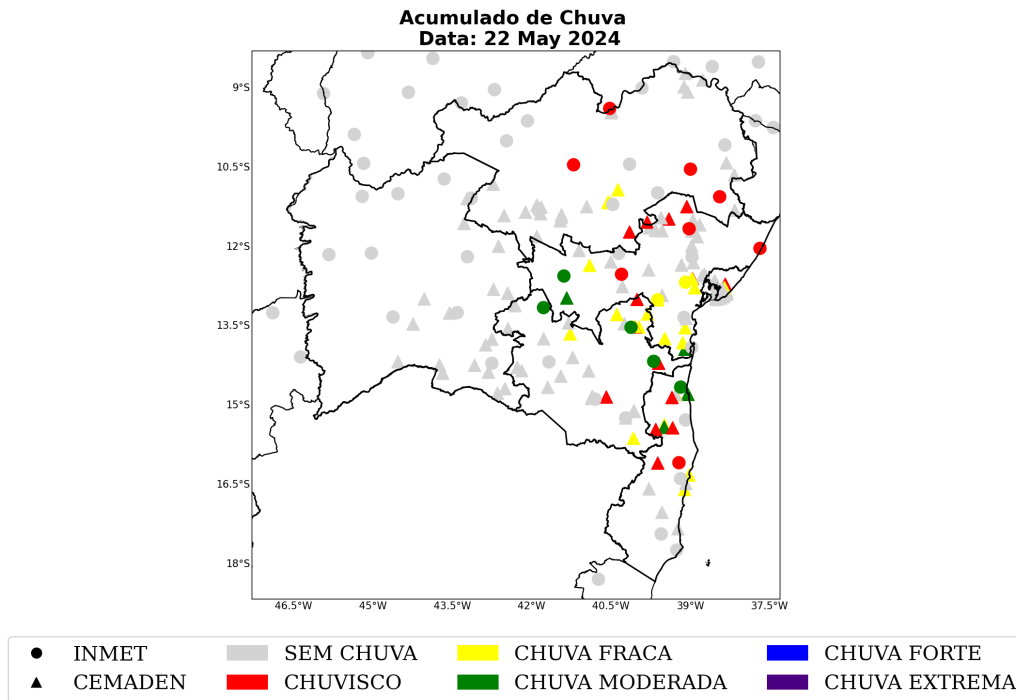 Acumulado de Chuva
Data: 22 May 2024
9°S
10.5°S
12°S
13.5°S
15°S
16.5°S
18°S
46.5°W 45°W 43.5°W 42°W 40.5°W 39°W 37.5°W
INMET SEM CHUVA CHUVA FRACA CHUVA FORTE
CEMADEN CHUVISCO CHUVA MODERADA CHUVA EXTREMA